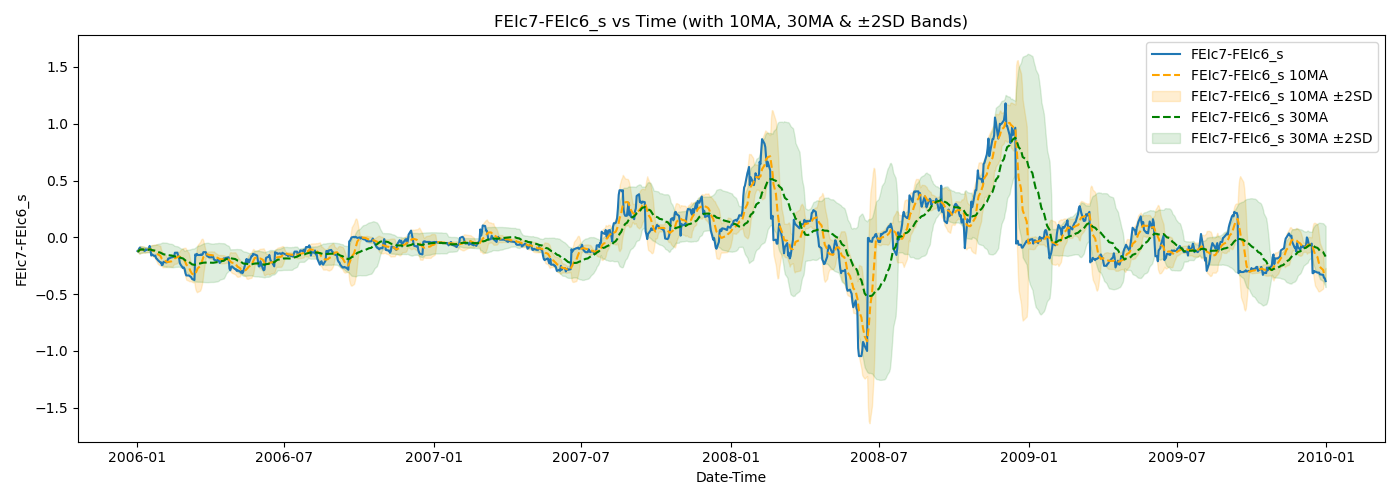 FEIc7-FEIc6_s vs Time (with 10MA, 30MA & ±2SD Bands)
FEIc7-FEIc6_s
FEIc7-FEIc6_s 10MA
FEIc7-FEIc6_s 10MA ±2SD
FEIc7-FEIc6_s 30MA
FEIc7-FEIc6_s 30MA ±2SD
FEIc7-FEIc6_s
1.5
1.0
0.5
0.0
−0.5
−1.0
−1.5
2006-01 2006-07 2007-01 2007-07 2008-01 2008-07 2009-01 2009-07 2010-01
Date-Time